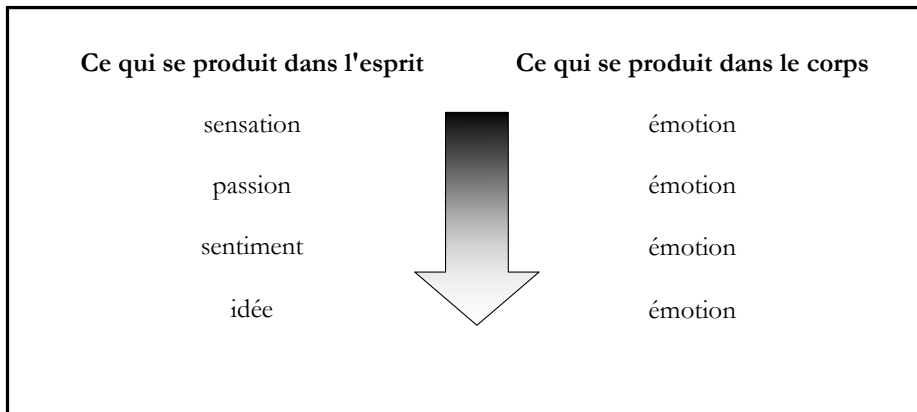 Ce qui se produit dans l'esprit Ce qui se produit dans le corps
sensation émotion
passion émotion
sentiment émotion
idée émotion